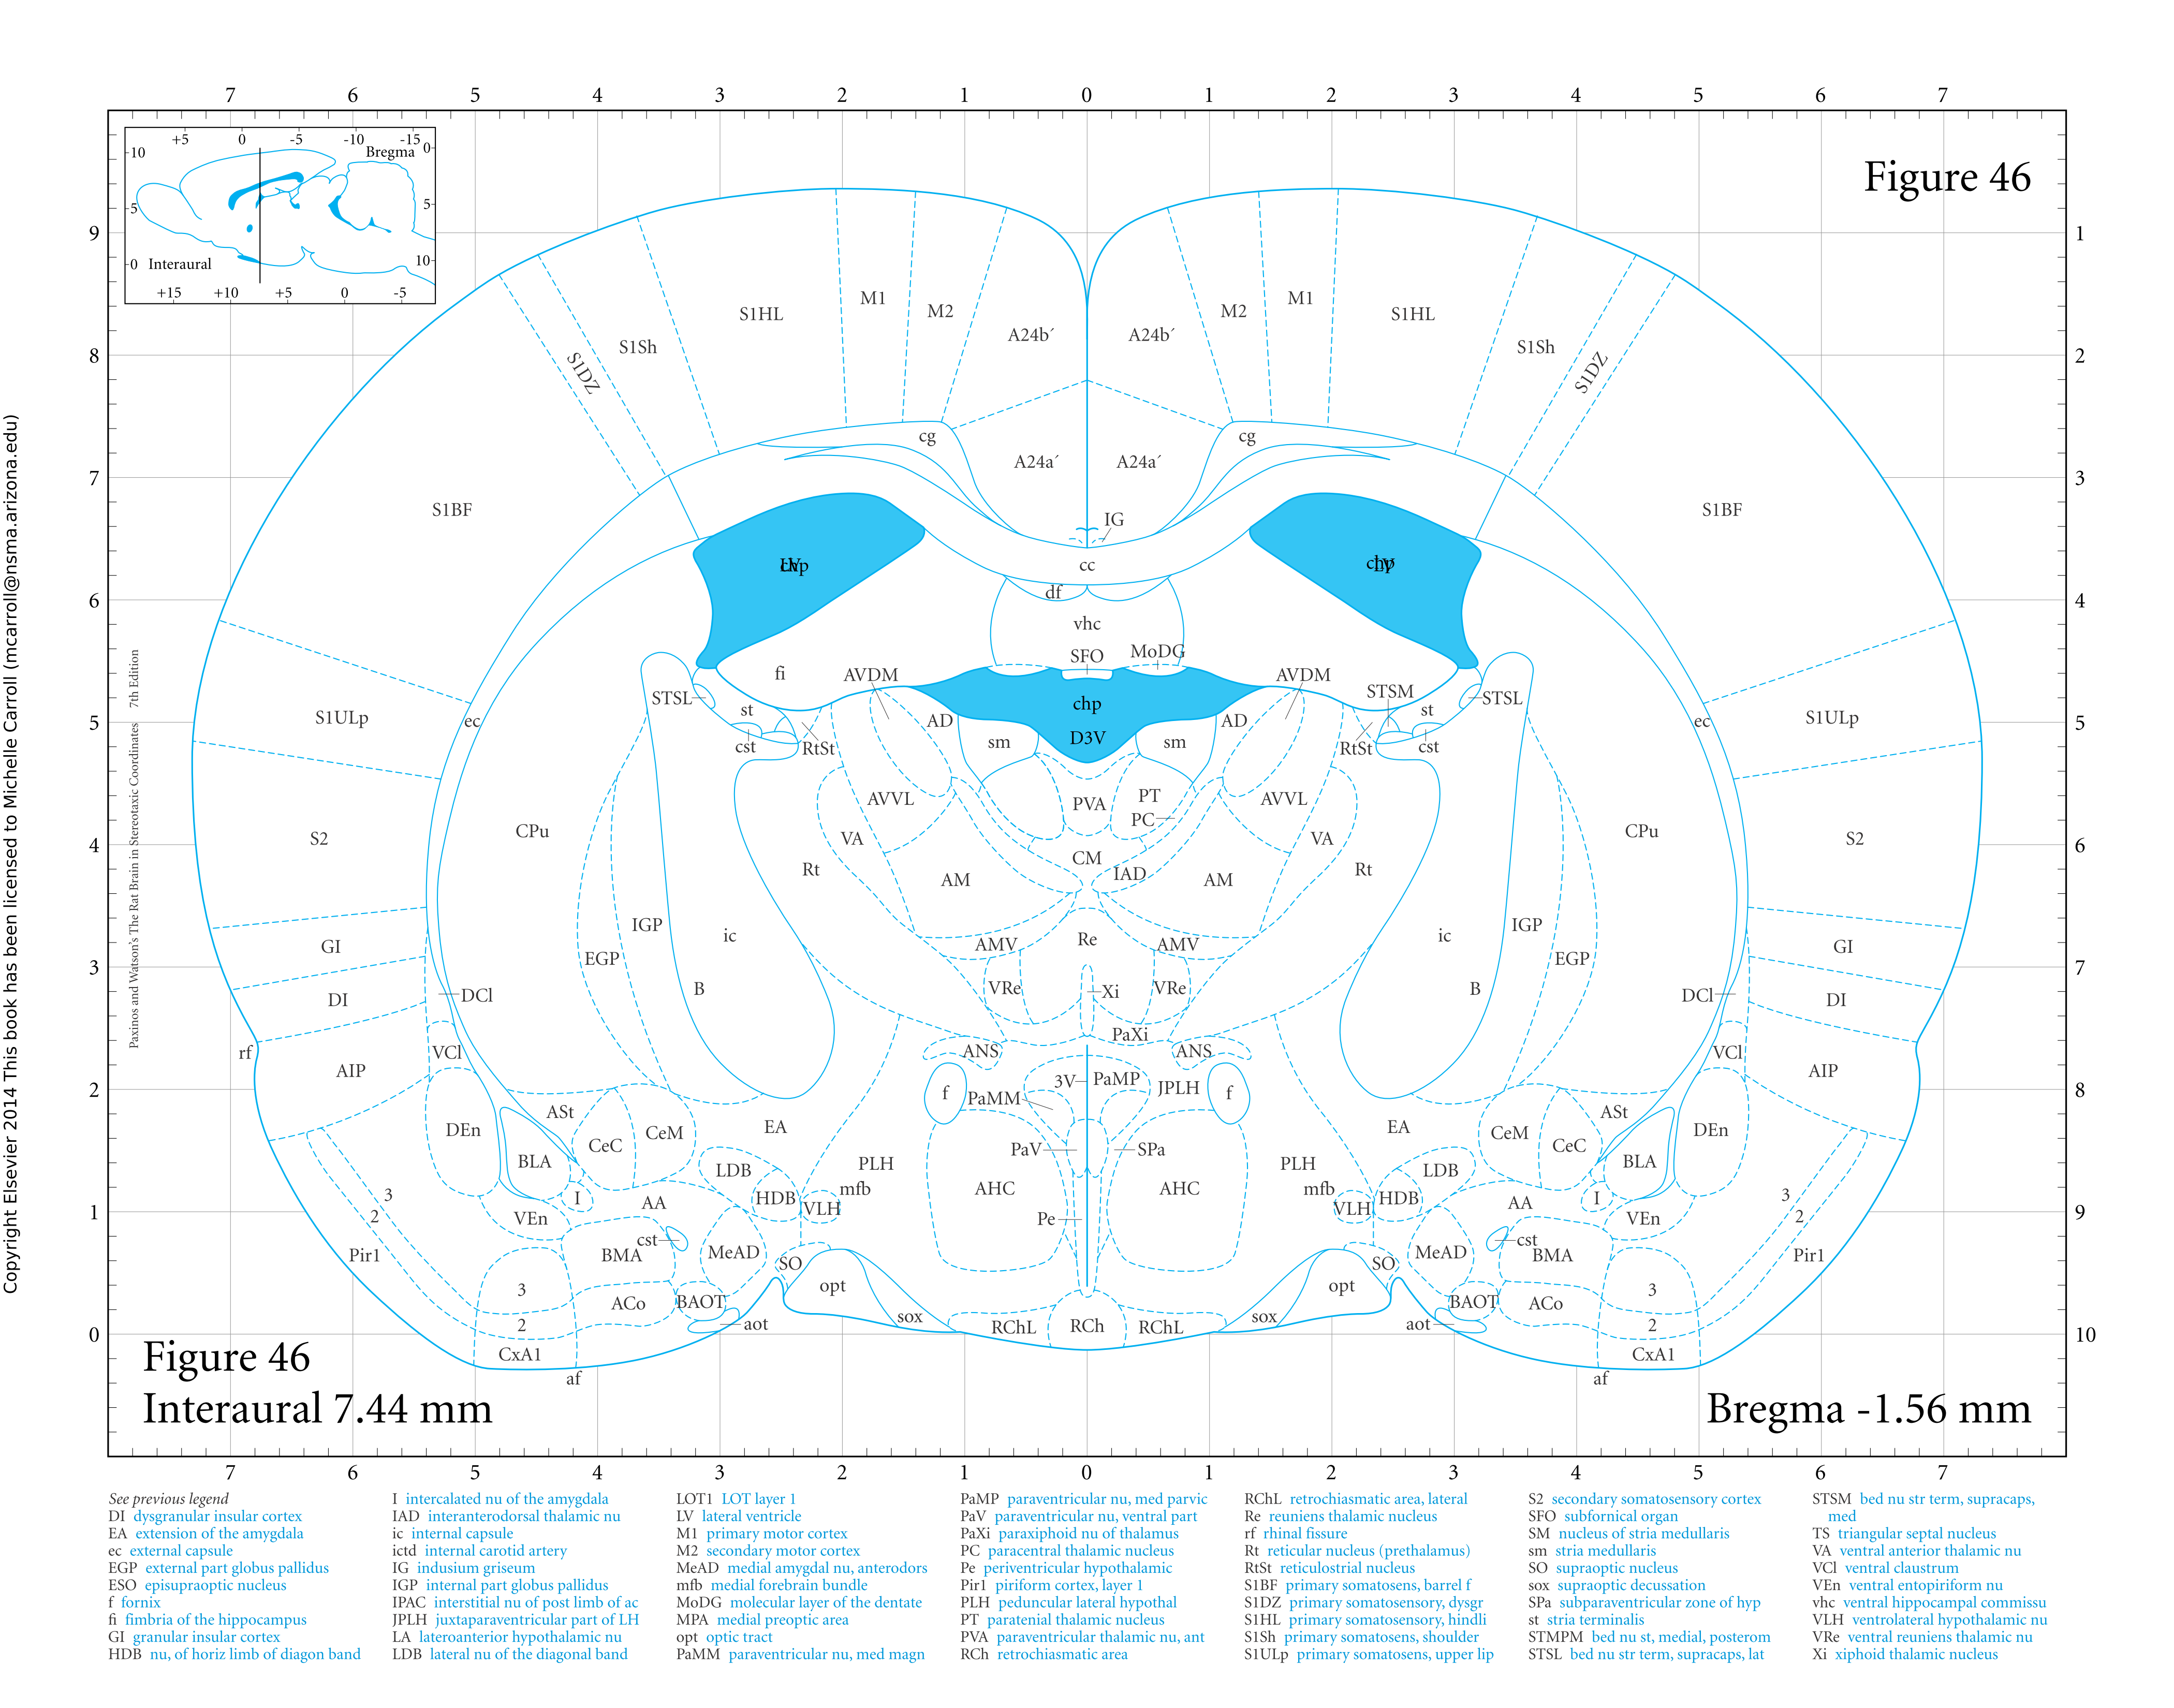 7 6 5 4 3 2 1 0 1 2 3 4 5 6 7
+5 0 -5 -10 -15
10 Bregma 0
5 5
0 Interaural 10
+15 +10 +5 0 -5
Figure 46
9 1
8 2
7 3
6 4
5 5
4 6
3 7
2 8
1 9
0 10
S1HL M1 M2 A24b´ A24b´ M2 M1 S1HL
S1Sh S1Sh
S1DZ S1DZ
cg A24a´ A24a´ cg
S1BF IG S1BF
LV chp cc chp LV
df
vhc
SFO MoDG
fi AVDM AVDM
STSL STSM STSL
st chp st
S1ULp ec AD AD ec S1ULp
cst RtSt sm D3V sm RtSt cst
AVVL PVA PT AVVL
PC
S2 CPu VA VA CPu S2
Rt AM CM IAD AM Rt
IGP IGP
GI ic AMV Re AMV ic GI
EGP EGP
DI DCl B VRe Xi VRe B DCl DI
PaXi
rf VCl ANS ANS VCl
AIP 3V PaMP AIP
f PaMM JPLH f
ASt ASt
DEn CeC CeM EA EA CeM CeC DEn
BLA LDB PLH PaV SPa PLH LDB BLA
I AA HDB mfb AHC AHC mfb HDB AA I
3 VLH VLH 3
2 VEn Pe VEn 2
cst cst
Pir1 BMA MeAD SO SO MeAD BMA Pir1
3 ACo BAOT opt opt BAOT ACo 3
2 aot sox RChL RCh RChL sox aot 2
CxA1 CxA1
af af
Figure 46
Interaural 7.44 mm
Bregma -1.56 mm
7 6 5 4 3 2 1 0 1 2 3 4 5 6 7
Copyright Elsevier 2014 This book has been licensed to Michelle Carroll (mcarroll@nsma.arizona.edu)
Paxinos and Watson's The Rat Brain in Stereotaxic Coordinates 7th Edition
See previous legend
DI dysgranular insular cortex
EA extension of the amygdala
ec external capsule
EGP external part globus pallidus
ESO episupraoptic nucleus
f fornix
fi fimbria of the hippocampus
GI granular insular cortex
HDB nu, of horiz limb of diagon band
I intercalated nu of the amygdala
IAD interanterodorsal thalamic nu
ic internal capsule
ictd internal carotid artery
IG indusium griseum
IGP internal part globus pallidus
IPAC interstitial nu of post limb of ac
JPLH juxtaparaventricular part of LH
LA lateroanterior hypothalamic nu
LDB lateral nu of the diagonal band
LOT1 LOT layer 1
LV lateral ventricle
M1 primary motor cortex
M2 secondary motor cortex
MeAD medial amygdal nu, anterodors
mfb medial forebrain bundle
MoDG molecular layer of the dentate
MPA medial preoptic area
opt optic tract
PaMM paraventricular nu, med magn
PaMP paraventricular nu, med parvic
PaV paraventricular nu, ventral part
PaXi paraxiphoid nu of thalamus
PC paracentral thalamic nucleus
Pe periventricular hypothalamic
Pir1 piriform cortex, layer 1
PLH peduncular lateral hypothal
PT paratenial thalamic nucleus
PVA paraventricular thalamic nu, ant
RCh retrochiasmatic area
RChL retrochiasmatic area, lateral
Re reuniens thalamic nucleus
rf rhinal fissure
Rt reticular nucleus (prethalamus)
RtSt reticulostrial nucleus
S1BF primary somatosens, barrel f
S1DZ primary somatosensory, dysgr
S1HL primary somatosensory, hindli
S1Sh primary somatosens, shoulder
S1ULp primary somatosens, upper lip
S2 secondary somatosensory cortex
SFO subfornical organ
SM nucleus of stria medullaris
sm stria medullaris
SO supraoptic nucleus
sox supraoptic decussation
SPa subparaventricular zone of hyp
st stria terminalis
STMPM bed nu st, medial, posterom
STSL bed nu str term, supracaps, lat
STSM bed nu str term, supracaps,
med
TS triangular septal nucleus
VA ventral anterior thalamic nu
VCl ventral claustrum
VEn ventral entopiriform nu
vhc ventral hippocampal commissu
VLH ventrolateral hypothalamic nu
VRe ventral reuniens thalamic nu
Xi xiphoid thalamic nucleus